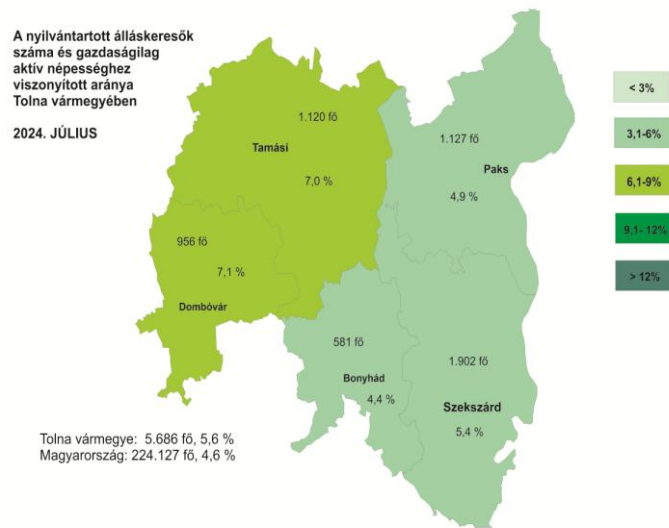 A nyilvántartott álláskeresők
száma és gazdaságilag
aktív népességhez
viszonyított aránya
Tolna vármegyében
2024. JÚLIUS
1.120 fő
Tamási
7,0 %
1.127 fő
Paks
4,9 %
956 fő
7,1 %
Dombóvár
581 fő
Bonyhád
4,4 %
1.902 fő
Szekszárd
5,4 %
Tolna vármegye: 5.686 fő, 5,6 %
Magyarország: 224.127 fő, 4,6 %
< 3%
3,1-6%
6,1-9%
9,1- 12%
> 12%